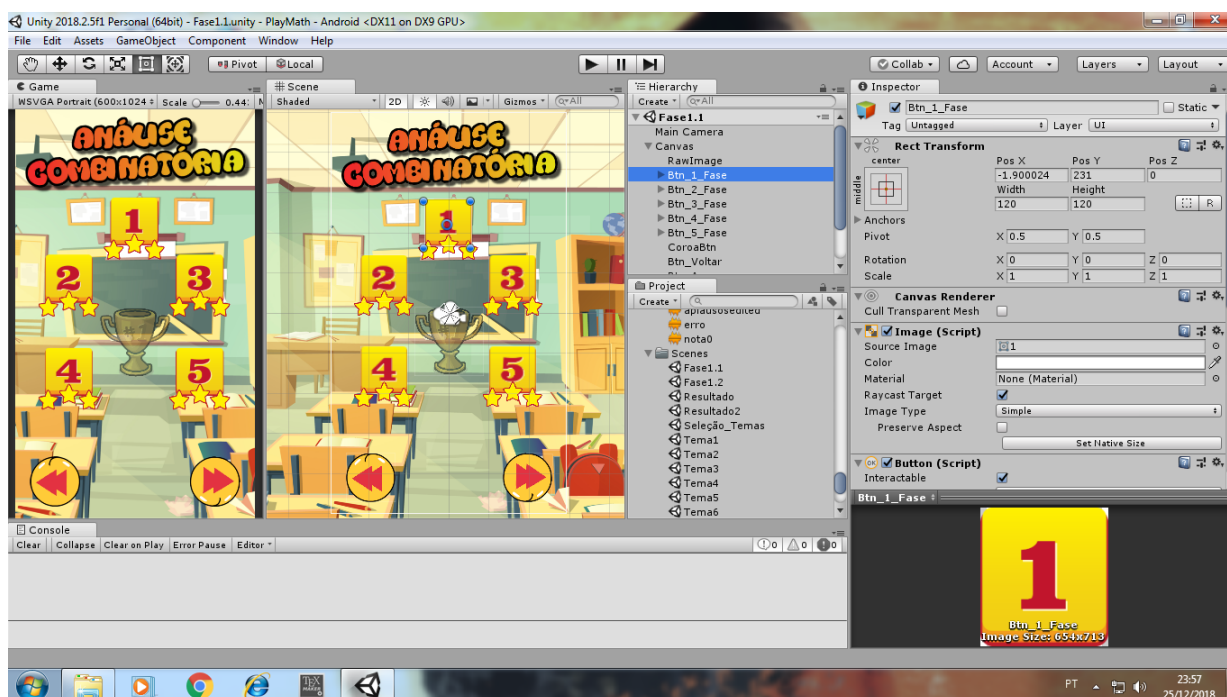 Unity 2018.2.5f1 Personal (64bit) - Fase1.1.unity - PlayMath - Android <DX11 on DX9 GPU>
File Edit Assets GameObject Component Window Help
Pivot Local Collab Account Layers Layout
Game
WSVGA Portrait (600x1024 Scale 0.44:
ANÁLISE
COMBINATÓRIA
1
2 3
4 5
Scene
Shaded 2D Gizmos All
ANÁLISE
COMBINATÓRIA
1
2 3
4 5
Hierarchy
Create All
Fase1.1
Main Camera
Canvas
RawImage
Btn_1_Fase
Btn_2_Fase
Btn_3_Fase
Btn_4_Fase
Btn_5_Fase
CoroaBtn
Btn_Voltar
Project
Create
aplausosedited
erro
nota0
Scenes
Fase1.1
Fase1.2
Resultado
Resultado2
Seleção_Temas
Tema1
Tema2
Tema3
Tema4
Tema5
Tema6
Inspector
Btn_1_Fase Static
Tag Untagged Layer UI
Rect Transform
center Pos X Pos Y Pos Z
middle -1.900024 231 0
Width Height
120 120 R
Anchors
Pivot X 0.5 Y 0.5
Rotation X 0 Y 0 Z 0
Scale X 1 Y 1 Z 1
Canvas Renderer
Cull Transparent Mesh
Image (Script)
Source Image 1
Color
Material None (Material)
Raycast Target
Image Type Simple
Preserve Aspect
Set Native Size
OK Button (Script)
Interactable
Btn_1_Fase
1
Btn_1_Fase
Image Size: 654x713
Console
Clear Collapse Clear on Play Error Pause Editor 0 0 0
TEX
MAKER
PT 23:57
25/12/2018